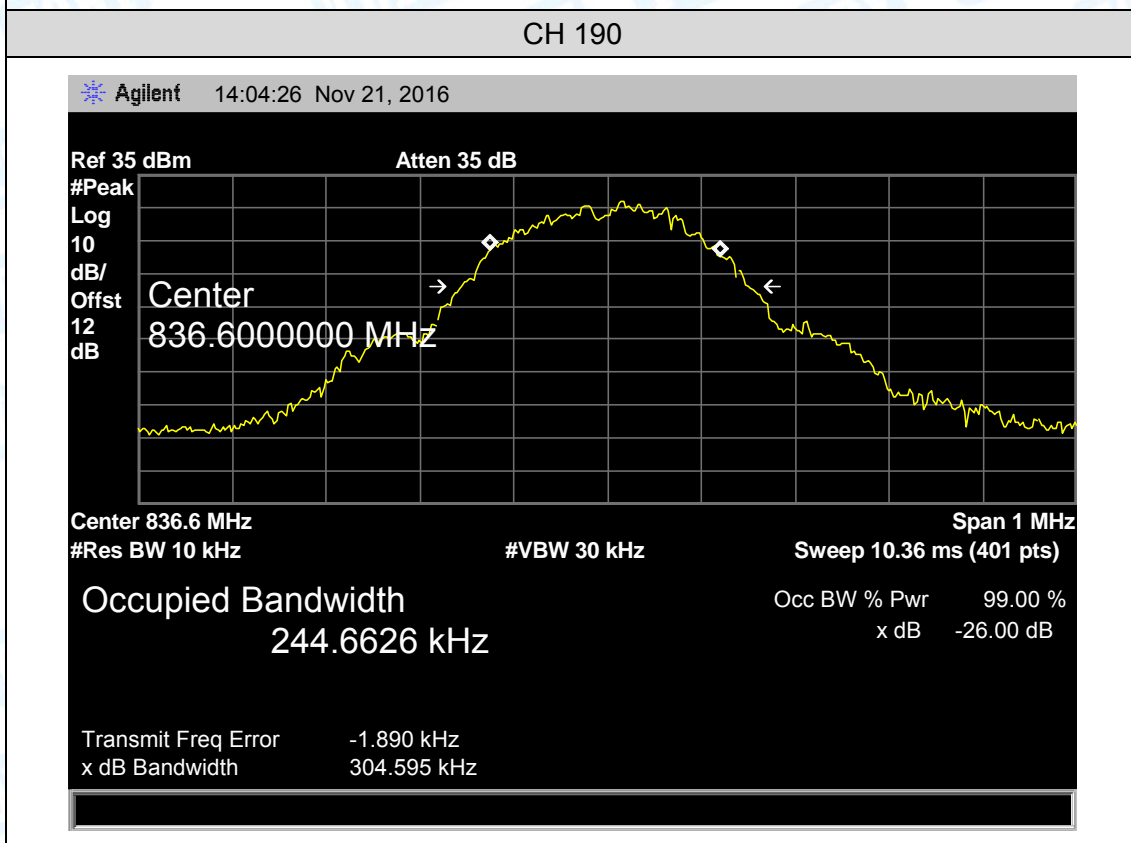 CH 190
Agilent 14:04:26 Nov 21, 2016
Ref 35 dBm Atten 35 dB
#Peak
Log
10
dB/
Offst
12
dB
Center
836.6000000 MHz
Center 836.6 MHz Span 1 MHz
#Res BW 10 kHz #VBW 30 kHz Sweep 10.36 ms (401 pts)
Occupied Bandwidth
244.6626 kHz
Occ BW % Pwr 99.00 %
x dB -26.00 dB
Transmit Freq Error -1.890 kHz
x dB Bandwidth 304.595 kHz